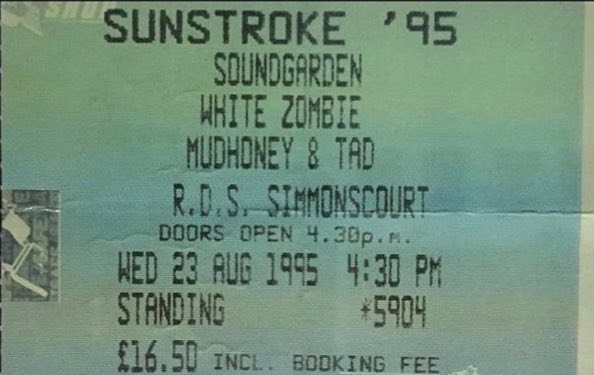 SHOP
SUNSTROKE '95
SOUNDGARDEN
WHITE ZOMBIE
MUDHONEY & TAD
R.D.S. SIMMONSCOURT
DOORS OPEN 4.30p.m.
WED 23 AUG 1995 4:30 PM
STANDING *5904
£16.50 INCL. BOOKING FEE